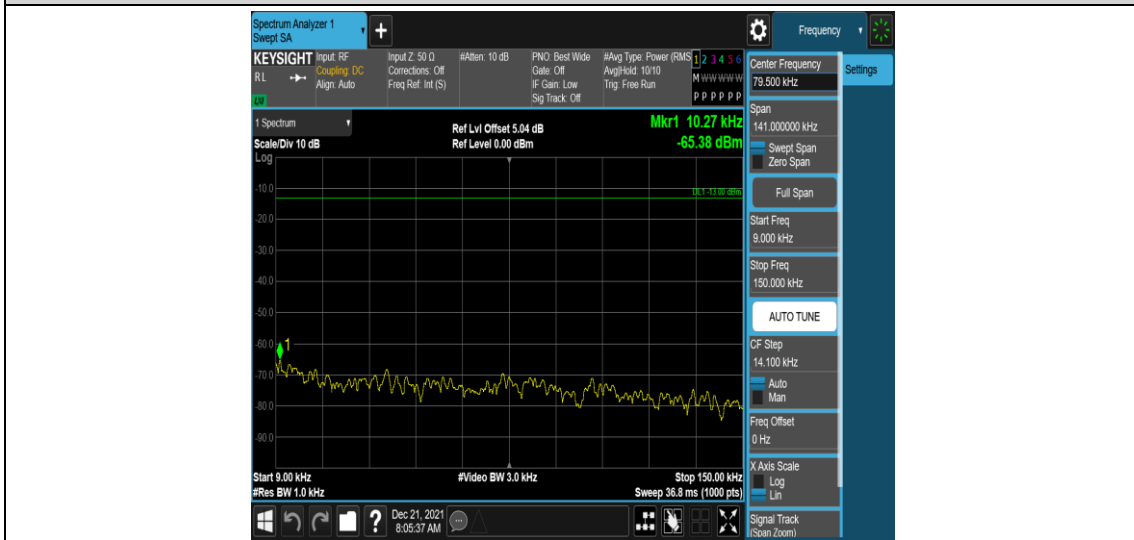 Spectrum Analyzer 1
Swept SA
+
Frequency
KEYSIGHT
RL
LXI
Input: RF
Coupling: DC
Align: Auto
Input Z: 50 Ω
Corrections: Off
Freq Ref: Int (S)
#Atten: 10 dB
PNO: Best Wide
Gate: Off
IF Gain: Low
Sig Track: Off
#Avg Type: Power (RMS
Avg|Hold: 10/10
Trig: Free Run
1 2 3 4 5 6
M W W W W W
P P P P P P
1 Spectrum
Scale/Div 10 dB
Log
Ref Lvl Offset 5.04 dB
Ref Level 0.00 dBm
Mkr1 10.27 kHz
-65.38 dBm
DL1 -13.00 dBm
-10.0
-20.0
-30.0
-40.0
-50.0
-60.0
1
-70.0
-80.0
-90.0
Start 9.00 kHz
#Res BW 1.0 kHz
#Video BW 3.0 kHz
Stop 150.00 kHz
Sweep 36.8 ms (1000 pts)
Center Frequency
79.500 kHz
Settings
Span
141.000000 kHz
Swept Span
Zero Span
Full Span
Start Freq
9.000 kHz
Stop Freq
150.000 kHz
AUTO TUNE
CF Step
14.100 kHz
Auto
Man
Freq Offset
0 Hz
X Axis Scale
Log
Lin
Signal Track
(Span Zoom)
?
Dec 21, 2021
8:05:37 AM